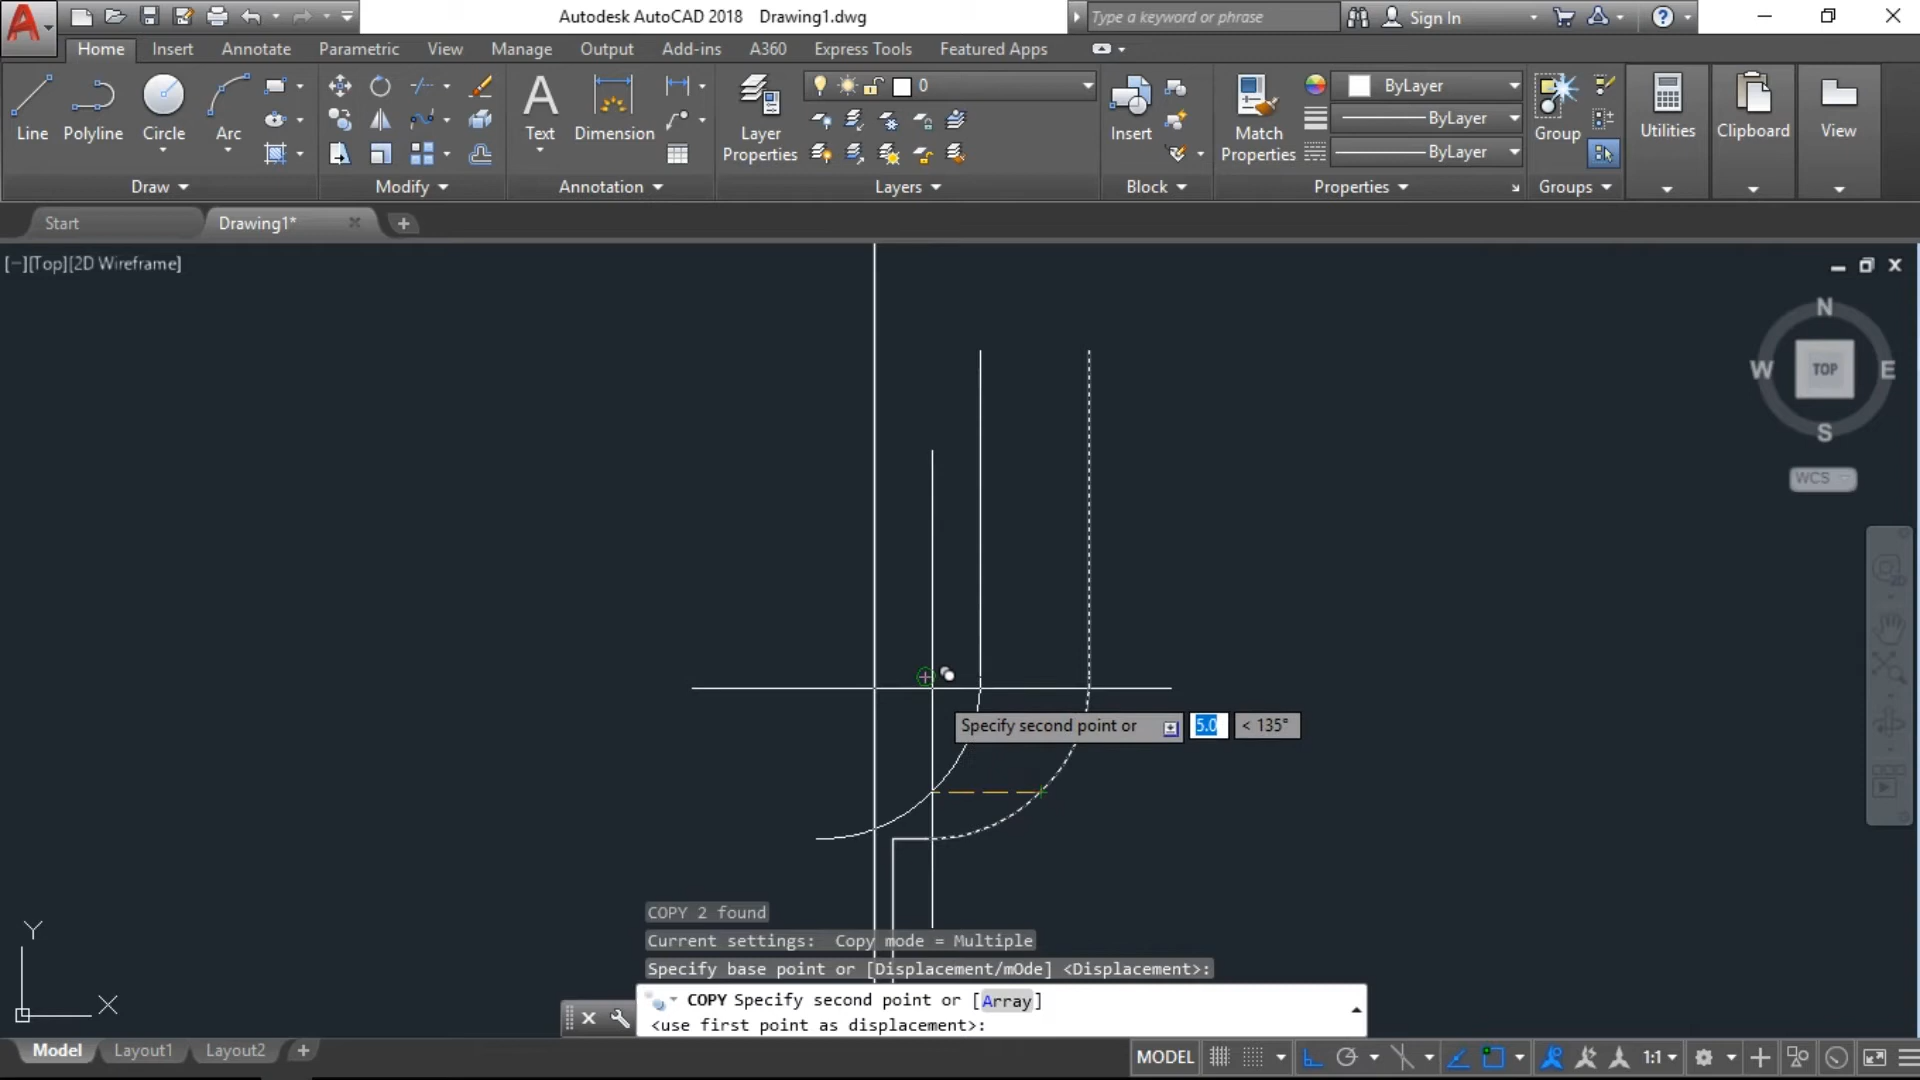 Autodesk AutoCAD 2018 Drawing1.dwg
Type a keyword or phrase
Sign In
Home Insert Annotate Parametric View Manage Output Add-ins A360 Express Tools Featured Apps
Line Polyline Circle Arc
Text Dimension
Layer Properties
0
Insert
Match Properties
ByLayer
ByLayer
ByLayer
Group
Utilities
Clipboard
View
Draw Modify Annotation Layers Block Properties Groups
Start Drawing1*
[−][Top][2D Wireframe]
N
W TOP E
S
WCS
Specify second point or 5.0 < 135°
COPY 2 found
Current settings: Copy mode = Multiple
Specify base point or [Displacement/mOde] <Displacement>:
COPY Specify second point or [Array]
<use first point as displacement>:
Y
X
Model Layout1 Layout2
MODEL
1:1